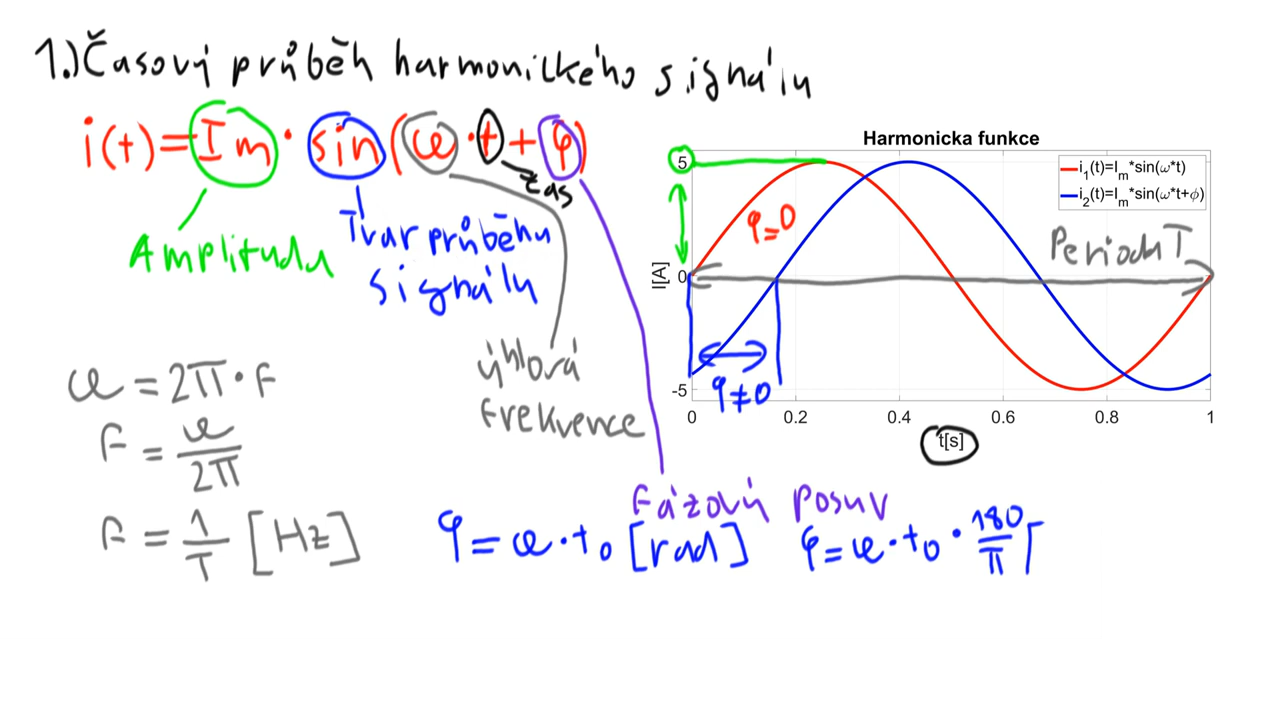 1.) Časový průběh harmonického signálu
i(t)=Im·sin(ω·t+φ)
čas
Amplituda
Tvar průběhu
signálu
úhlová
frekvence
Fázový posuv
ω=2π·F
F=ω/2π
F=1/T [Hz]
φ=ω·t₀ [rad]
φ=ω·t₀·180/π [
Harmonicka funkce
i₁(t)=Iₘ*sin(ω*t)
i₂(t)=Iₘ*sin(ω*t+ϕ)
φ=0
Perioda T
φ≠0
I[A]
5
0
-5
0 0.2 0.4 0.6 0.8 1
t[s]